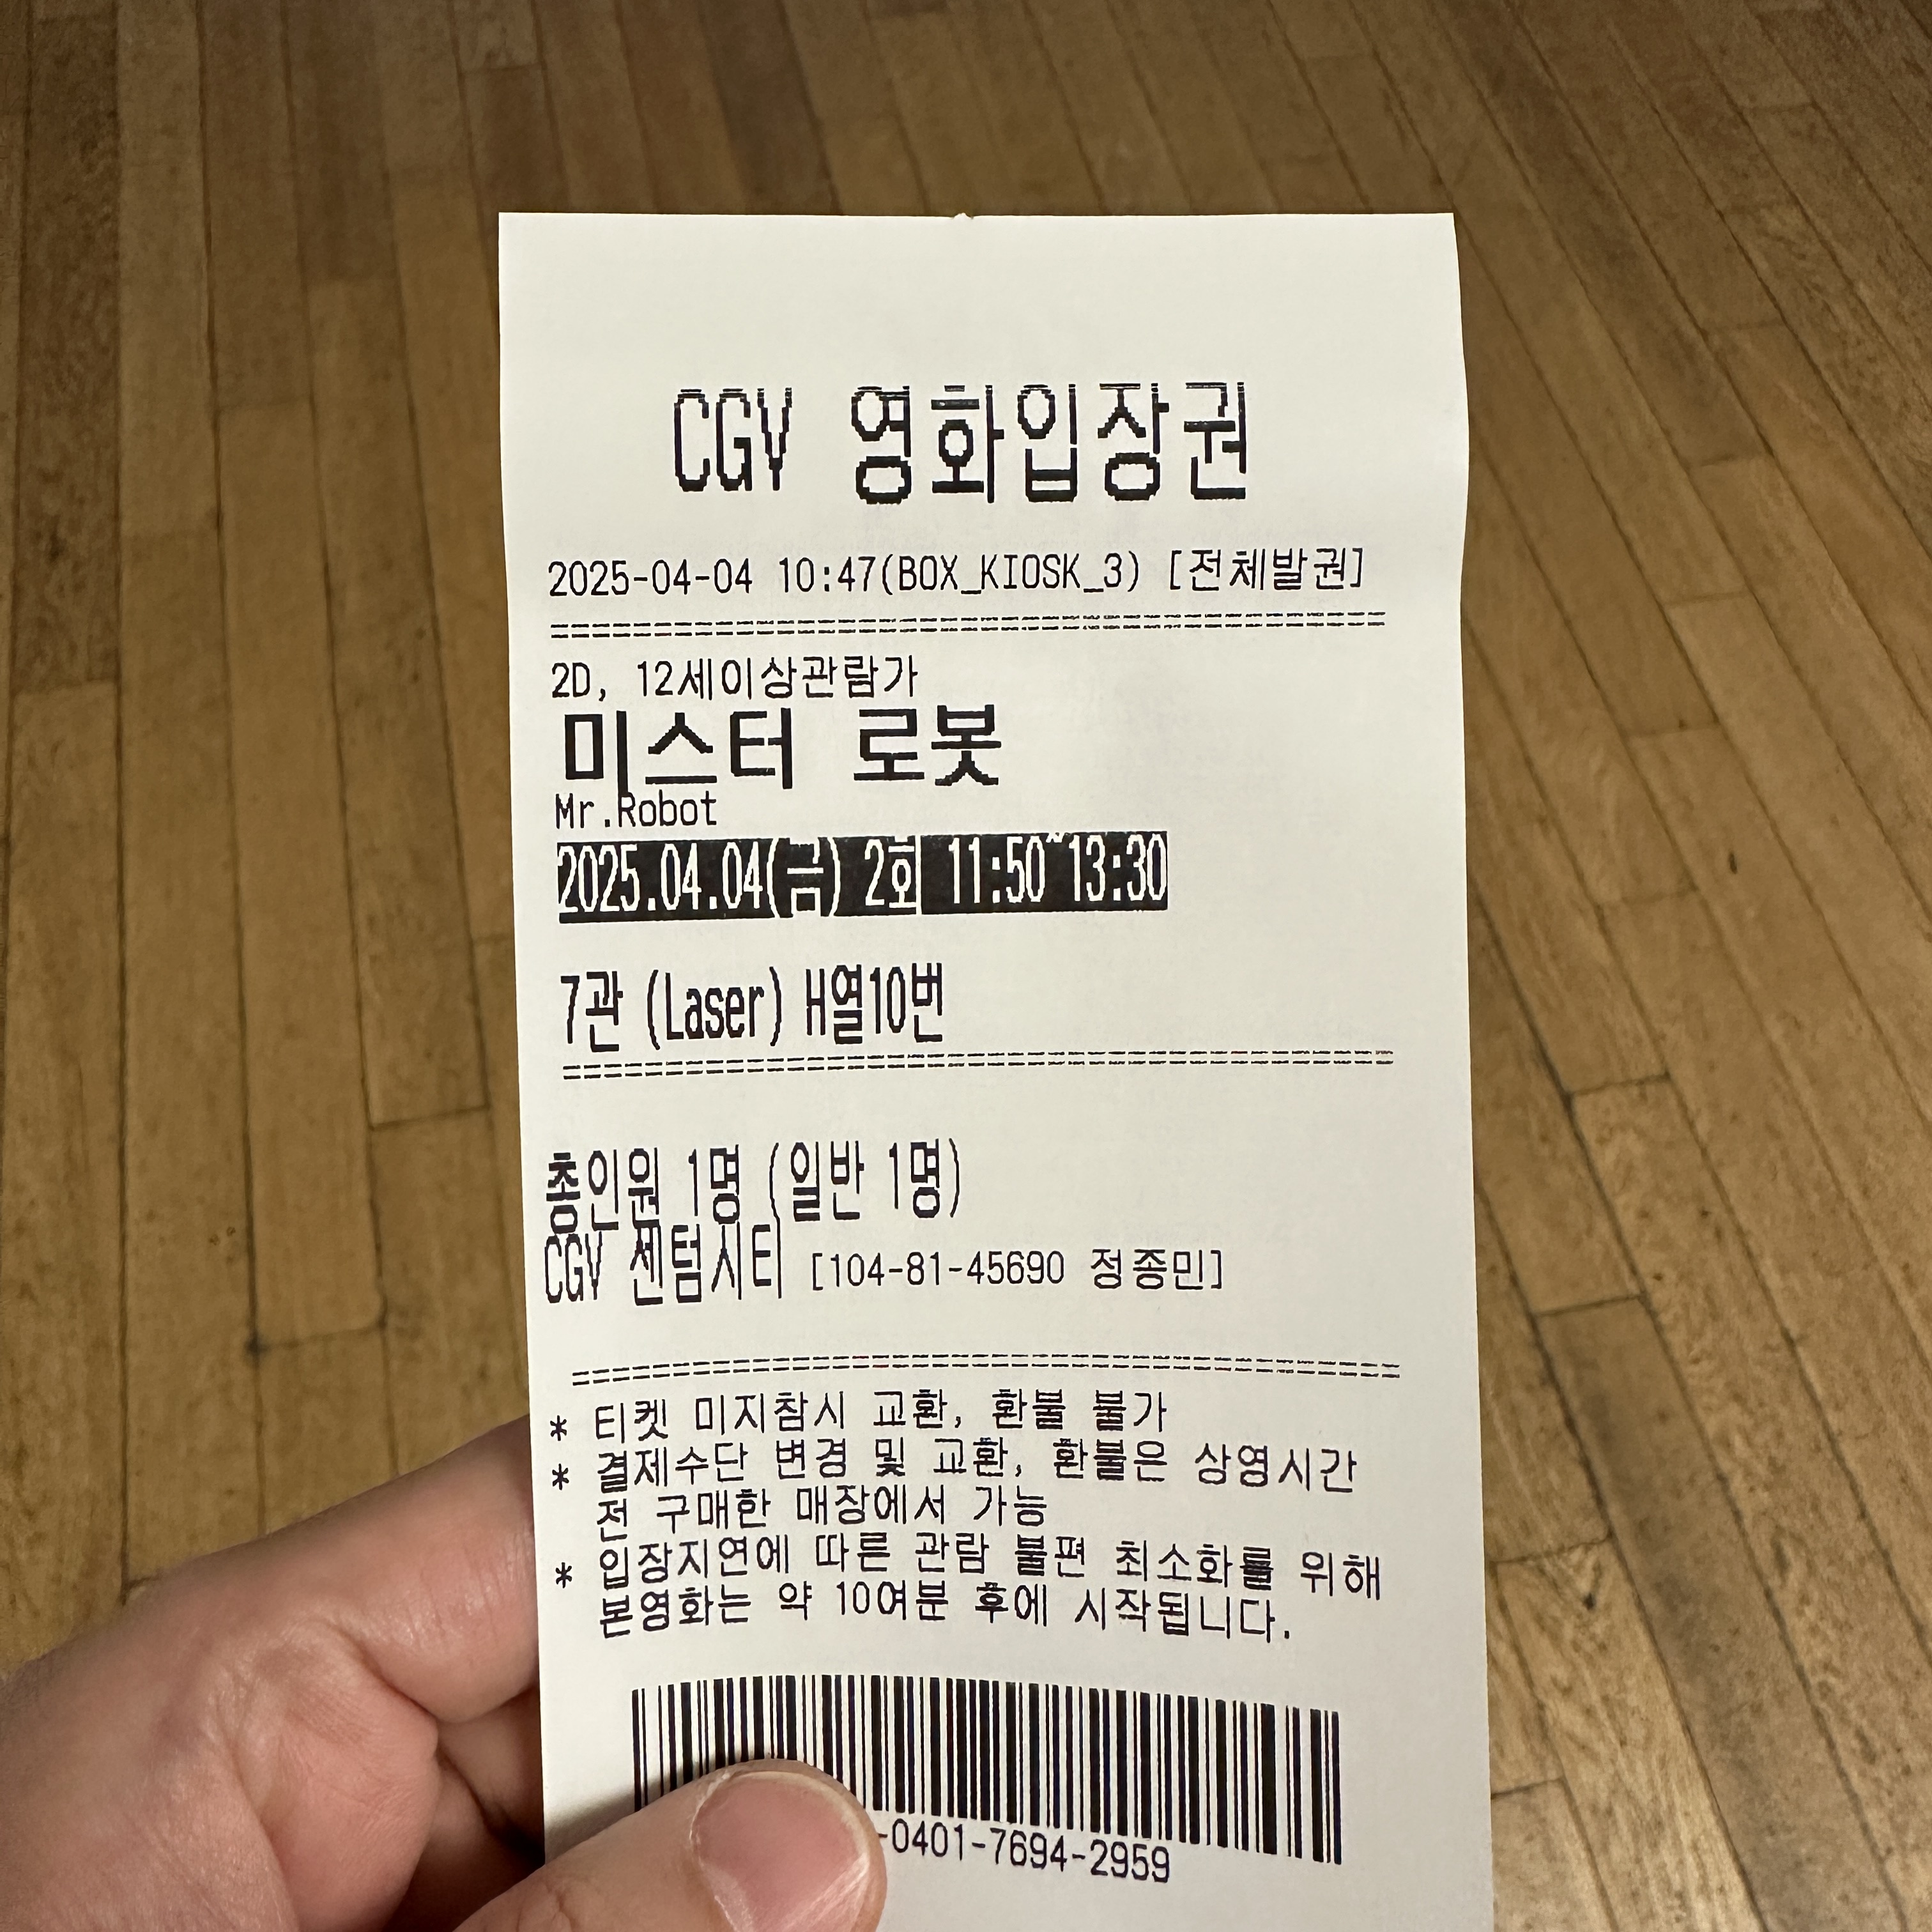 CGV 영화입장권
2025-04-04 10:47(BOX_KIOSK_3) [전체발권]
=========================================
2D, 12세이상관람가
미스터 로봇
Mr.Robot
2025.04.04(금) 2회 11:50~13:30
7관 (Laser) H열10번
=========================================
총인원 1명 (일반 1명)
CGV 센텀시티 [104-81-45690 정종민]
=========================================
* 티켓 미지참시 교환, 환불 불가
* 결제수단 변경 및 교환, 환불은 상영시간
전 구매한 매장에서 가능
* 입장지연에 따른 관람 불편 최소화를 위해
본영화는 약 10여분 후에 시작됩니다.
-0401-7694-2959